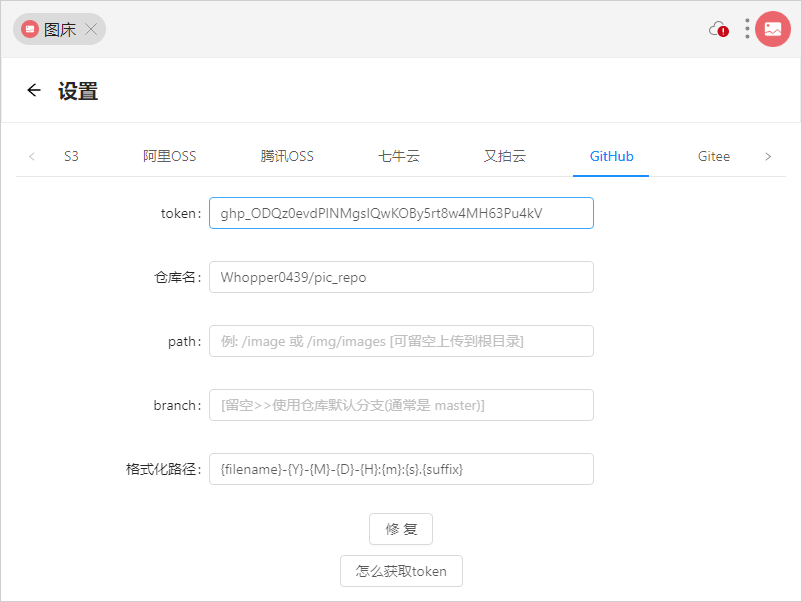 图床
设置
S3 阿里OSS 腾讯OSS 七牛云 又拍云 GitHub Gitee
token: ghp_ODQz0evdPINMgsIQwKOBy5rt8w4MH63Pu4kV
仓库名: Whopper0439/pic_repo
path: 例: /image 或 /img/images [可留空上传到根目录]
branch: [留空>>使用仓库默认分支(通常是 master)]
格式化路径: {filename}-{Y}-{M}-{D}-{H}:{m}:{s}.{suffix}
修 复
怎么获取token